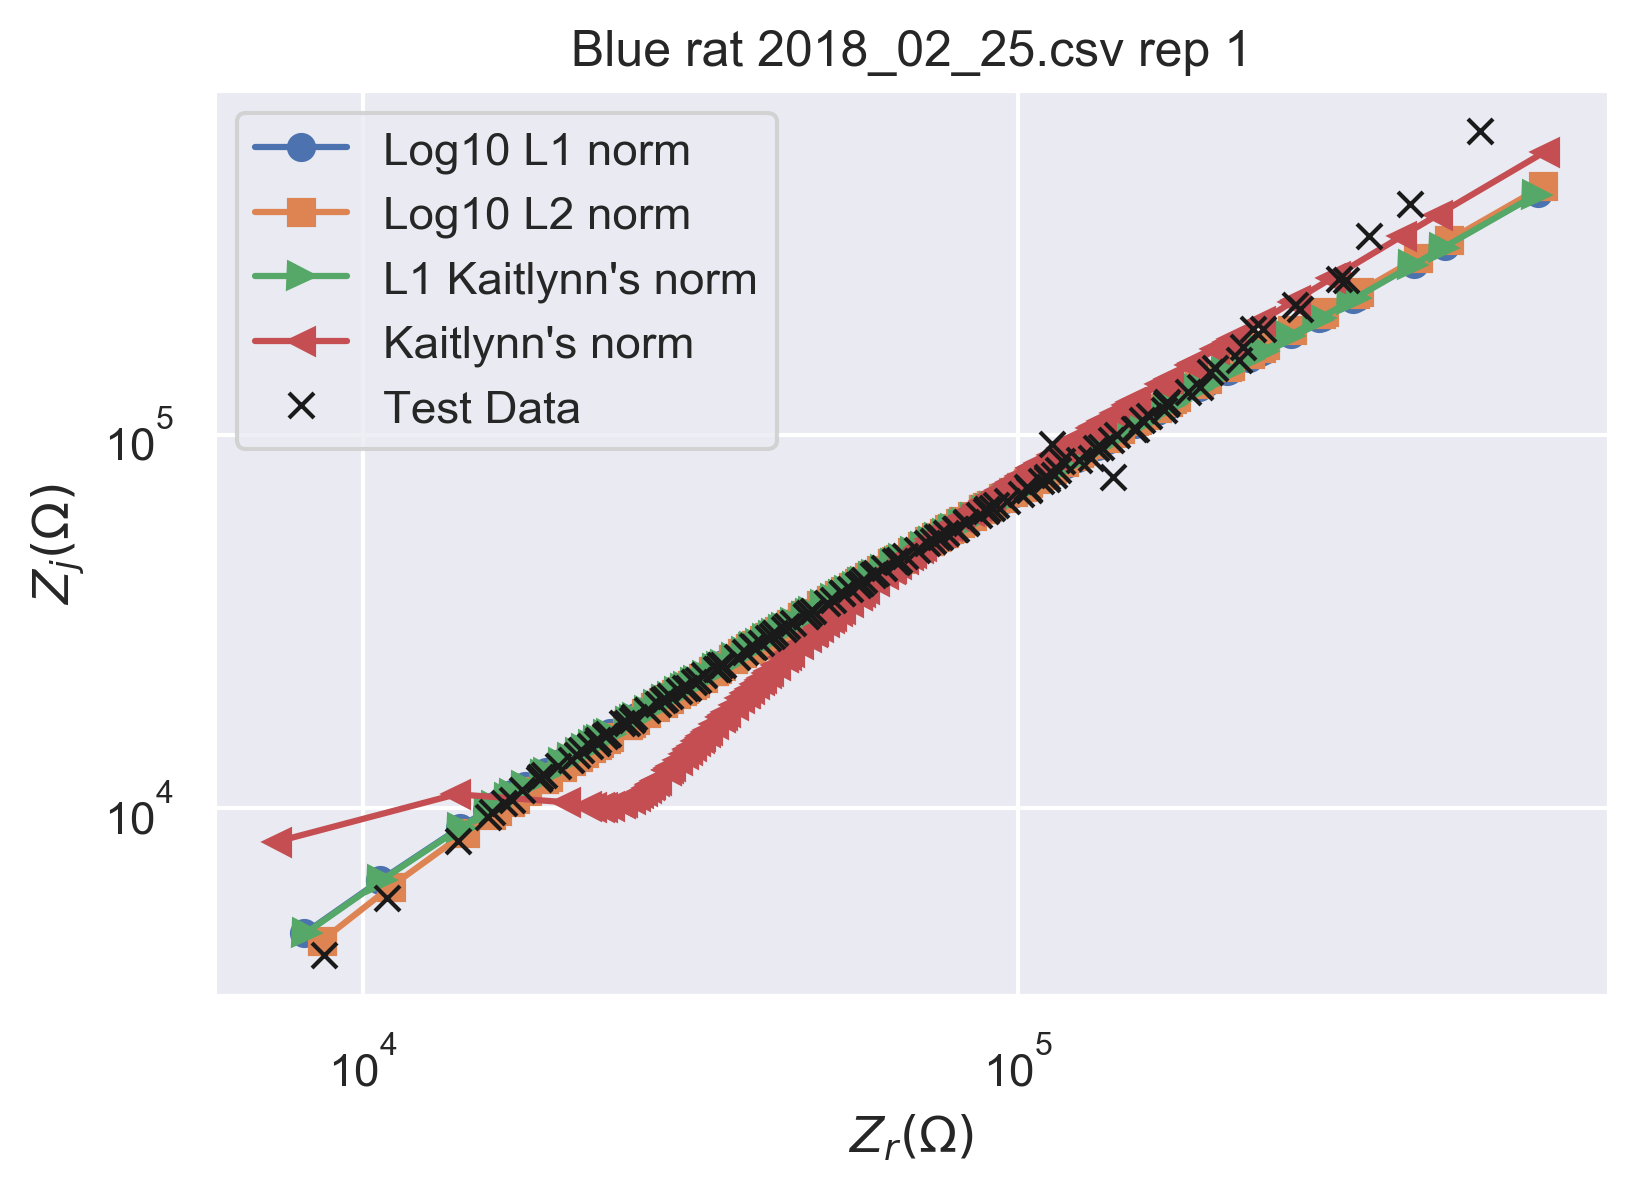 Blue rat 2018_02_25.csv rep 1
Log10 L1 norm
Log10 L2 norm
L1 Kaitlynn's norm
Kaitlynn's norm
Test Data
10^5
10^4
Z_j(Ω)
10^4 10^5
Z_r(Ω)